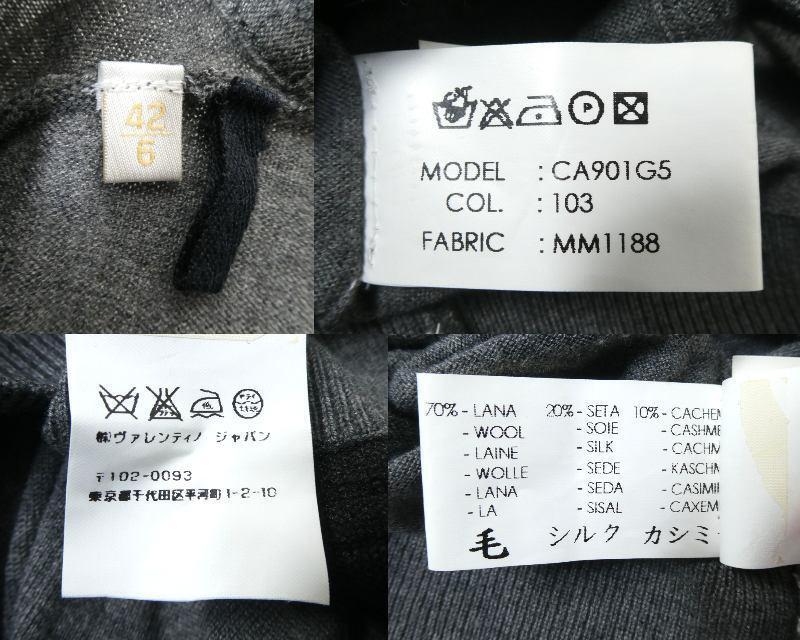 42
6
P
MODEL : CA901G5
COL. : 103
FABRIC : MM1188
㈱ヴァレンティノ ジャパン
〒102-0093
東京都千代田区平河町1-2-10
70% - LANA 20% - SETA 10% - CACHEM
- WOOL - SOIE - CASHME
- LAINE - SILK - CACHM
- WOLLE - SEDE - KASCHM
- LANA - SEDA - CASIMI
- LA - SISAL - CAXEM
毛 シルク カシミ